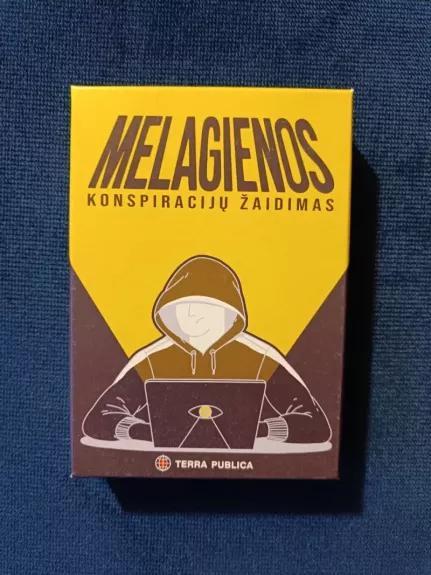 MELAGIENOS
KONSPIRACIJŲ ŽAIDIMAS
TERRA PUBLICA